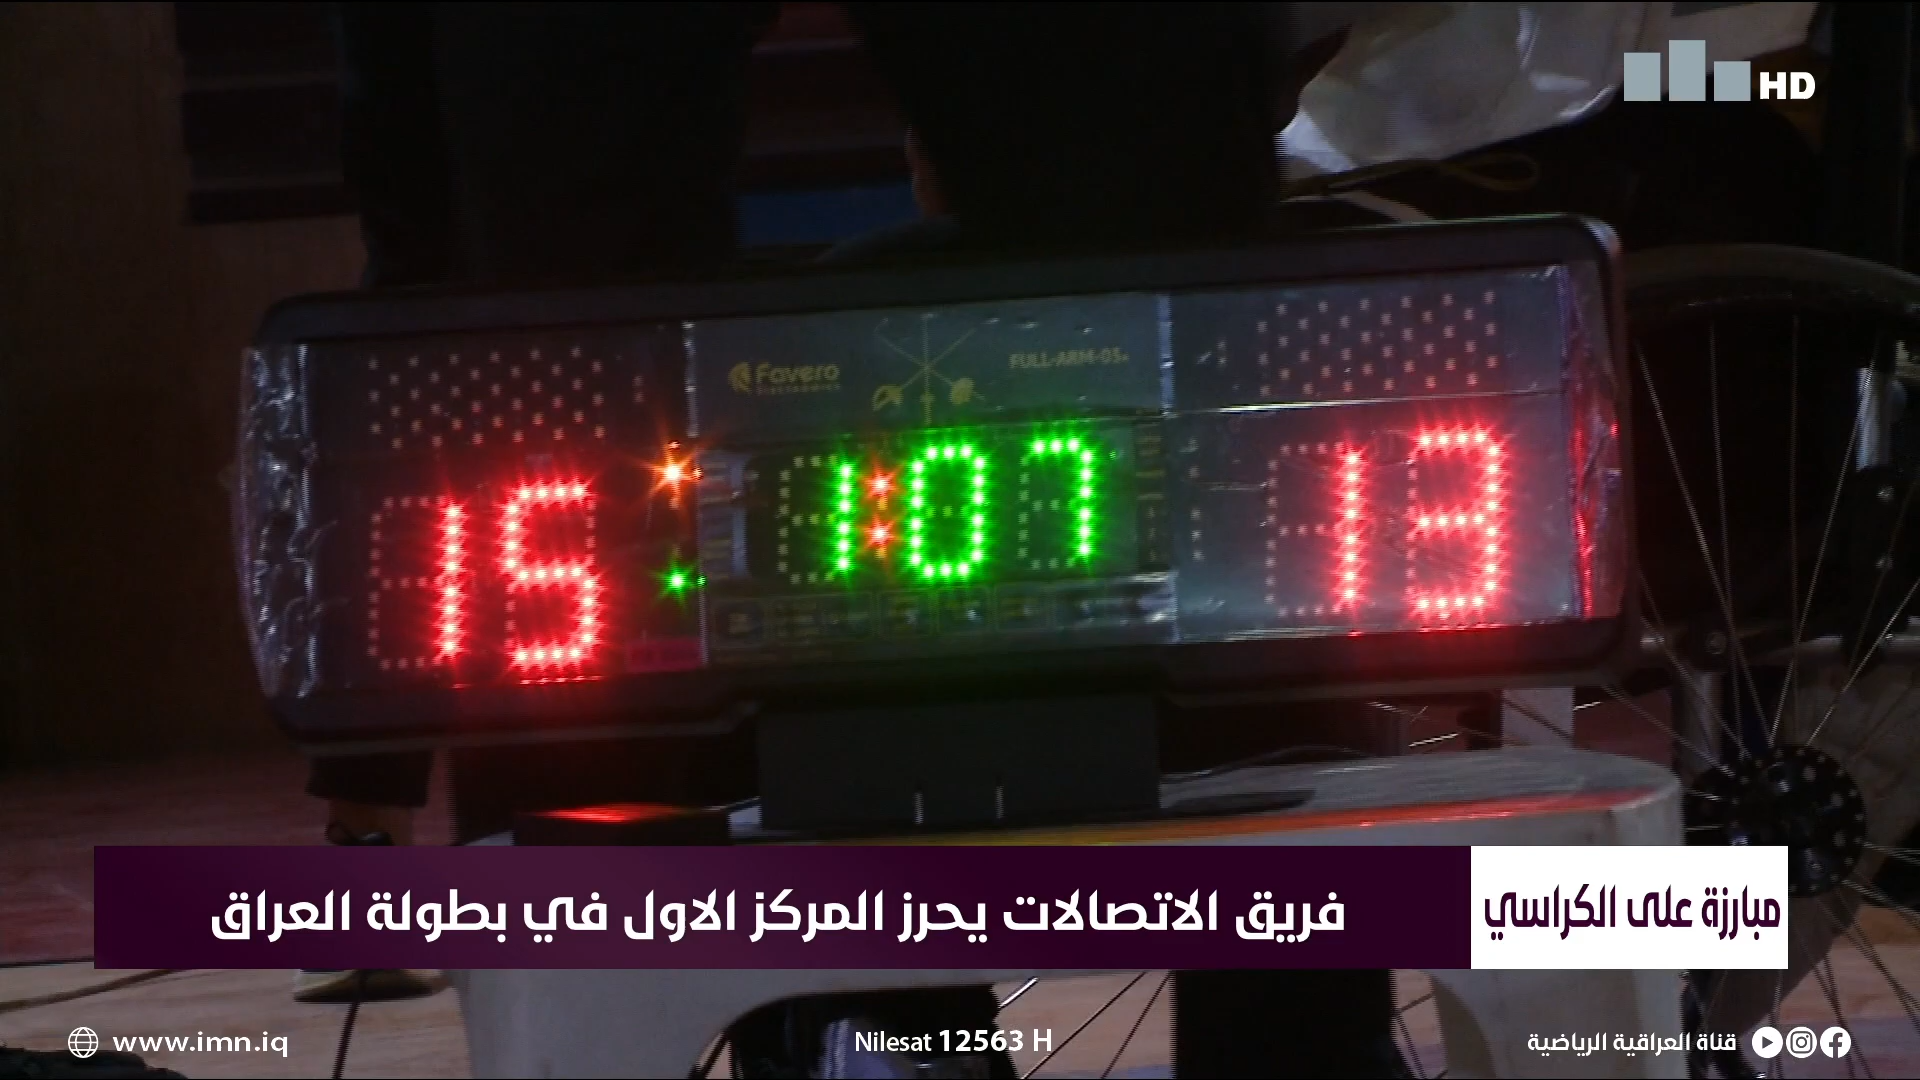 HD
Favero
ELECTRONICS
FULL-ARM-05
15 1:07 13
مبارزة على الكراسي
فريق الاتصالات يحرز المركز الاول في بطولة العراق
www.imn.iq
Nilesat 12563 H
قناة العراقية الرياضية